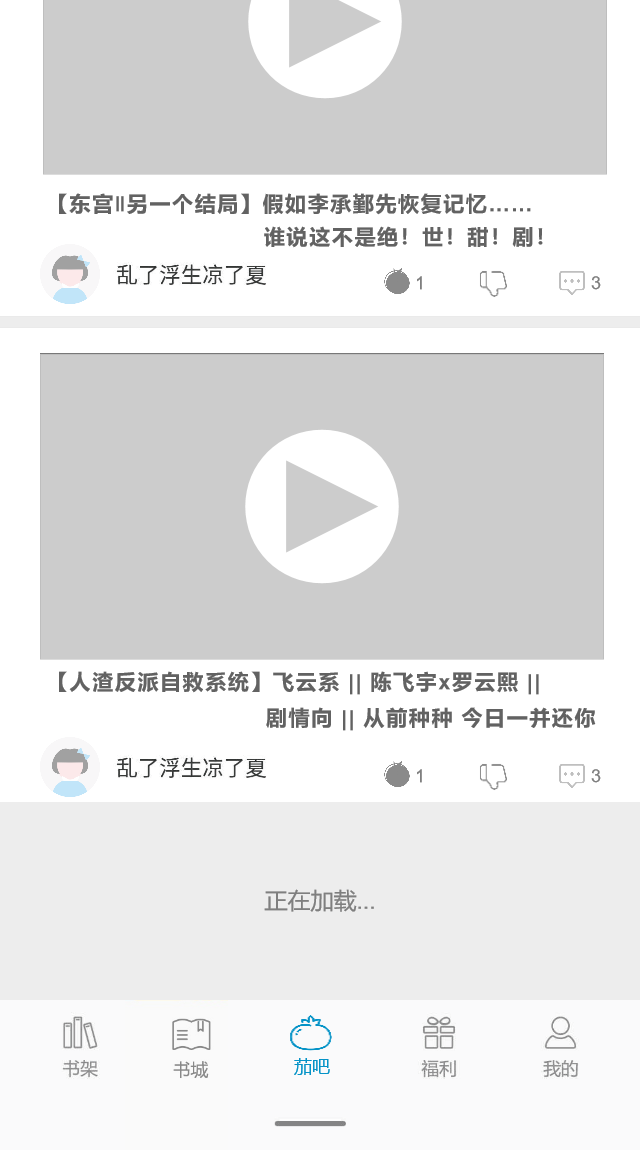 【东宫||另一个结局】假如李承鄞先恢复记忆……
谁说这不是绝！世！甜！剧！
乱了浮生凉了夏
1
3
【人渣反派自救系统】飞云系 || 陈飞宇x罗云熙 ||
剧情向 || 从前种种 今日一并还你
乱了浮生凉了夏
1
3
正在加载...
书架
书城
茄吧
福利
我的